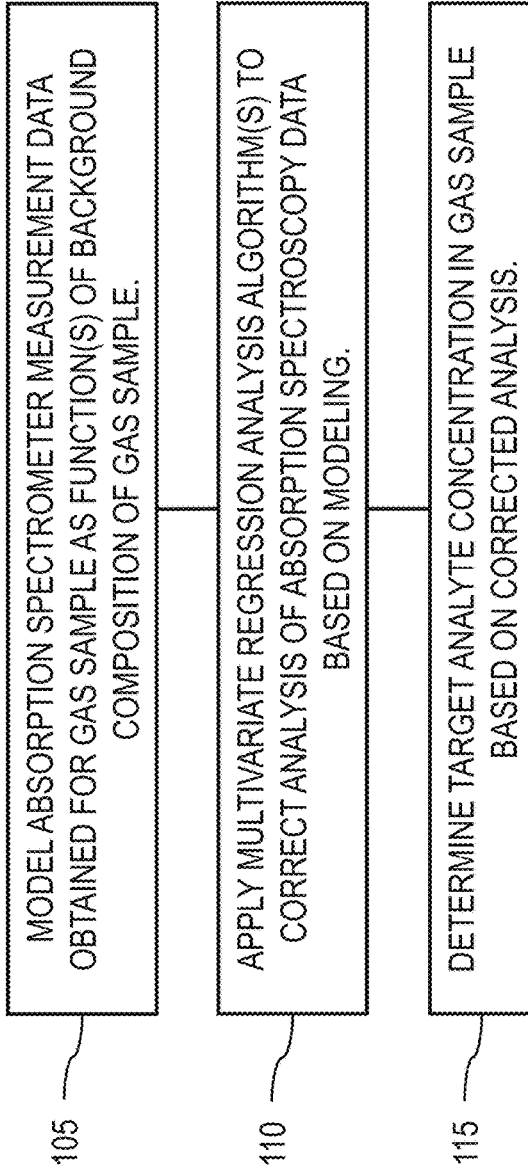 105
MODEL ABSORPTION SPECTROMETER MEASUREMENT DATA
OBTAINED FOR GAS SAMPLE AS FUNCTION(S) OF BACKGROUND
COMPOSITION OF GAS SAMPLE.
110
APPLY MULTIVARIATE REGRESSION ANALYSIS ALGORITHM(S) TO
CORRECT ANALYSIS OF ABSORPTION SPECTROSCOPY DATA
BASED ON MODELING.
115
DETERMINE TARGET ANALYTE CONCENTRATION IN GAS SAMPLE
BASED ON CORRECTED ANALYSIS.